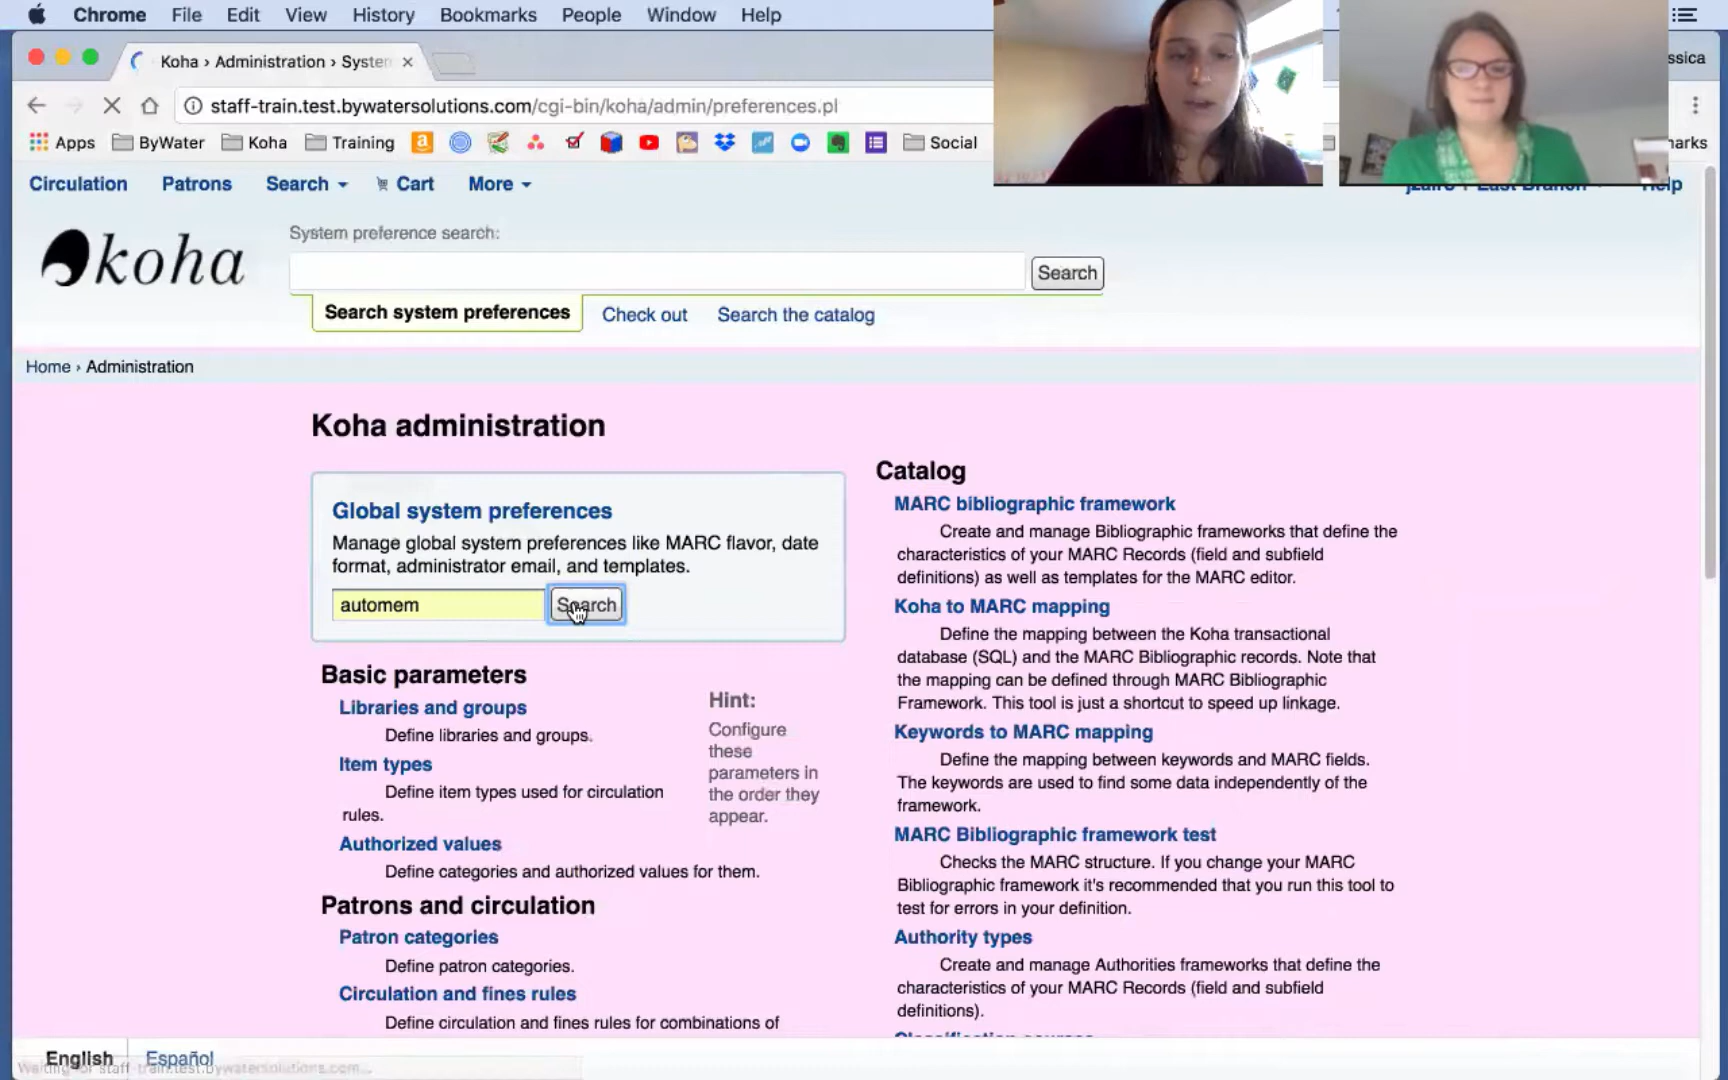 Chrome File Edit View History Bookmarks People Window Help
Koha › Administration › Syste
ssica
staff-train.test.bywatersolutions.com/cgi-bin/koha/admin/preferences.pl
Apps ByWater Koha Training Social
arks
Circulation Patrons Search Cart More
Help
System preference search:
koha
Search
Search system preferences Check out Search the catalog
Home › Administration
Koha administration
Global system preferences
Manage global system preferences like MARC flavor, date
format, administrator email, and templates.
automem Search
Basic parameters
Libraries and groups
Define libraries and groups.
Item types
Define item types used for circulation
rules.
Authorized values
Define categories and authorized values for them.
Hint:
Configure
these
parameters in
the order they
appear.
Patrons and circulation
Patron categories
Define patron categories.
Circulation and fines rules
Define circulation and fines rules for combinations of
Catalog
MARC bibliographic framework
Create and manage Bibliographic frameworks that define the
characteristics of your MARC Records (field and subfield
definitions) as well as templates for the MARC editor.
Koha to MARC mapping
Define the mapping between the Koha transactional
database (SQL) and the MARC Bibliographic records. Note that
the mapping can be defined through MARC Bibliographic
Framework. This tool is just a shortcut to speed up linkage.
Keywords to MARC mapping
Define the mapping between keywords and MARC fields.
The keywords are used to find some data independently of the
framework.
MARC Bibliographic framework test
Checks the MARC structure. If you change your MARC
Bibliographic framework it's recommended that you run this tool to
test for errors in your definition.
Authority types
Create and manage Authorities frameworks that define the
characteristics of your MARC Records (field and subfield
definitions).
English Español
Waiting for staff-train.test.bywatersolutions.com...